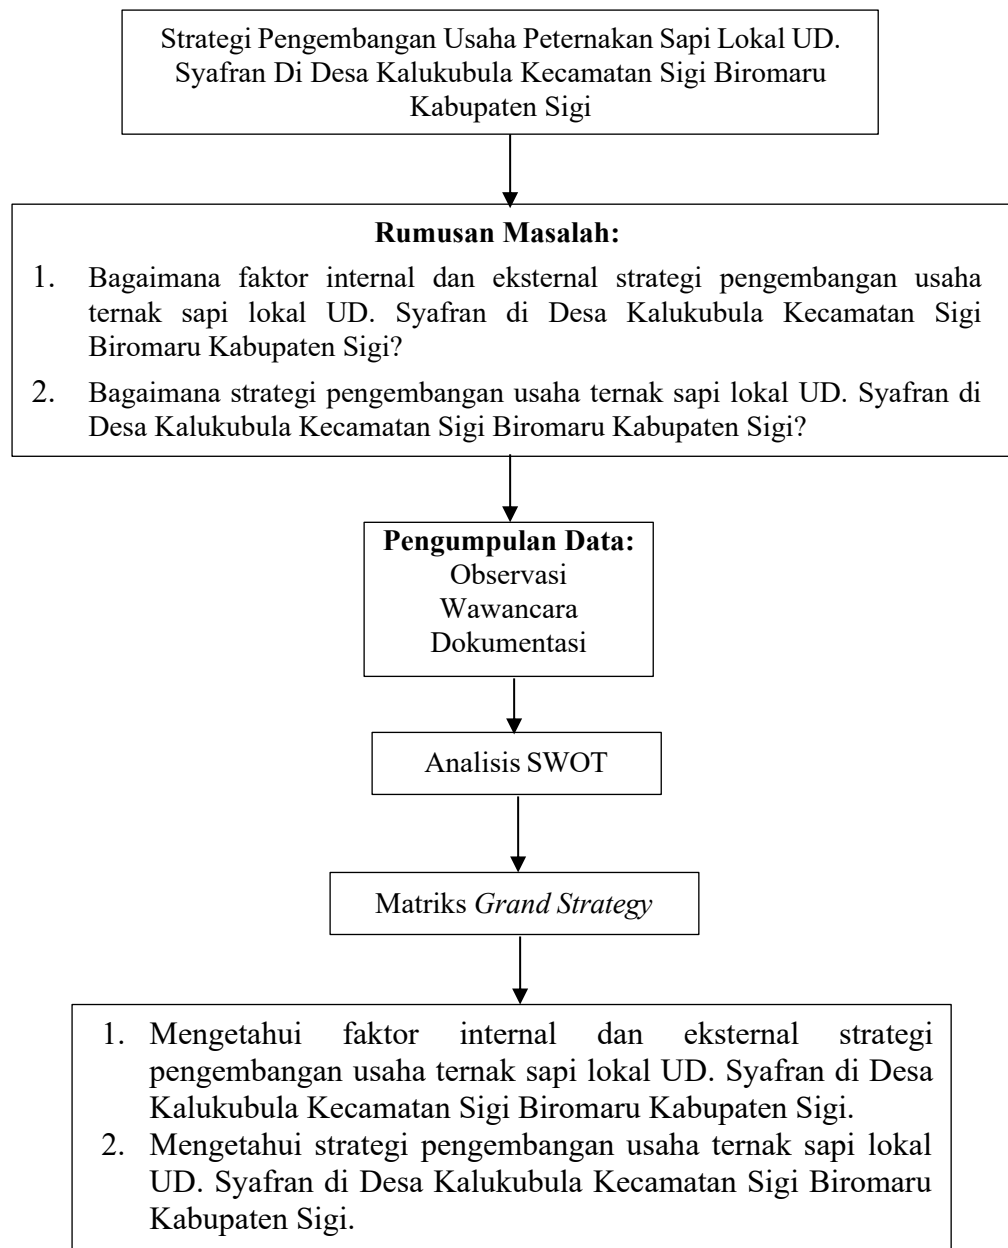 Strategi Pengembangan Usaha Peternakan Sapi Lokal UD.
Syafran Di Desa Kalukubula Kecamatan Sigi Biromaru
Kabupaten Sigi
Rumusan Masalah:
1. Bagaimana faktor internal dan eksternal strategi pengembangan usaha
ternak sapi lokal UD. Syafran di Desa Kalukubula Kecamatan Sigi
Biromaru Kabupaten Sigi?
2. Bagaimana strategi pengembangan usaha ternak sapi lokal UD. Syafran di
Desa Kalukubula Kecamatan Sigi Biromaru Kabupaten Sigi?
Pengumpulan Data:
Observasi
Wawancara
Dokumentasi
Analisis SWOT
Matriks Grand Strategy
1. Mengetahui faktor internal dan eksternal strategi
pengembangan usaha ternak sapi lokal UD. Syafran di Desa
Kalukubula Kecamatan Sigi Biromaru Kabupaten Sigi.
2. Mengetahui strategi pengembangan usaha ternak sapi lokal
UD. Syafran di Desa Kalukubula Kecamatan Sigi Biromaru
Kabupaten Sigi.